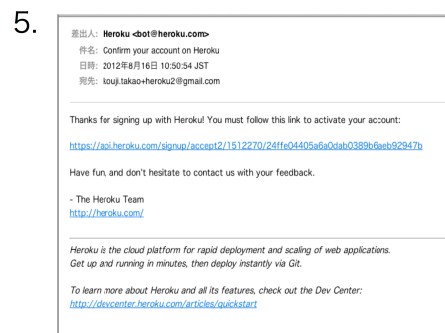 5.
差出人: Heroku <bot@heroku.com>
件名: Confirm your account on Heroku
日時: 2012年8月16日 10:50:54 JST
宛先: kouji.takao+heroku2@gmail.com
Thanks for signing up with Heroku! You must follow this link to activate your account:
https://api.heroku.com/signup/accept2/1512270/24ffe04405a6a0dab0389b6aeb92947b
Have fun, and don't hesitate to contact us with your feedback.
- The Heroku Team
http://heroku.com/
Heroku is the cloud platform for rapid deployment and scaling of web applications.
Get up and running in minutes, then deploy instantly via Git.
To learn more about Heroku and all its features, check out the Dev Center:
http://devcenter.heroku.com/articles/quickstart